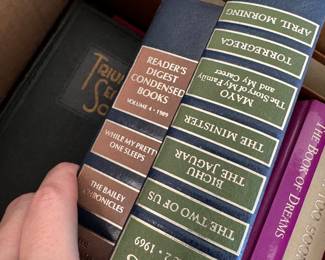 READER'S
DIGEST
CONDENSED
BOOKS
VOLUME 4 • 1989
WHILE MY PRETTY
ONE SLEEPS
THE BAILEY
CHRONICLES
APRIL MORNING
TORREGRECA
MAYO
The Story of My Family
and My Career
THE MINISTER
BICHU
THE JAGUAR
THE TWO OF US
1969
THE BOOK OF DREAMS